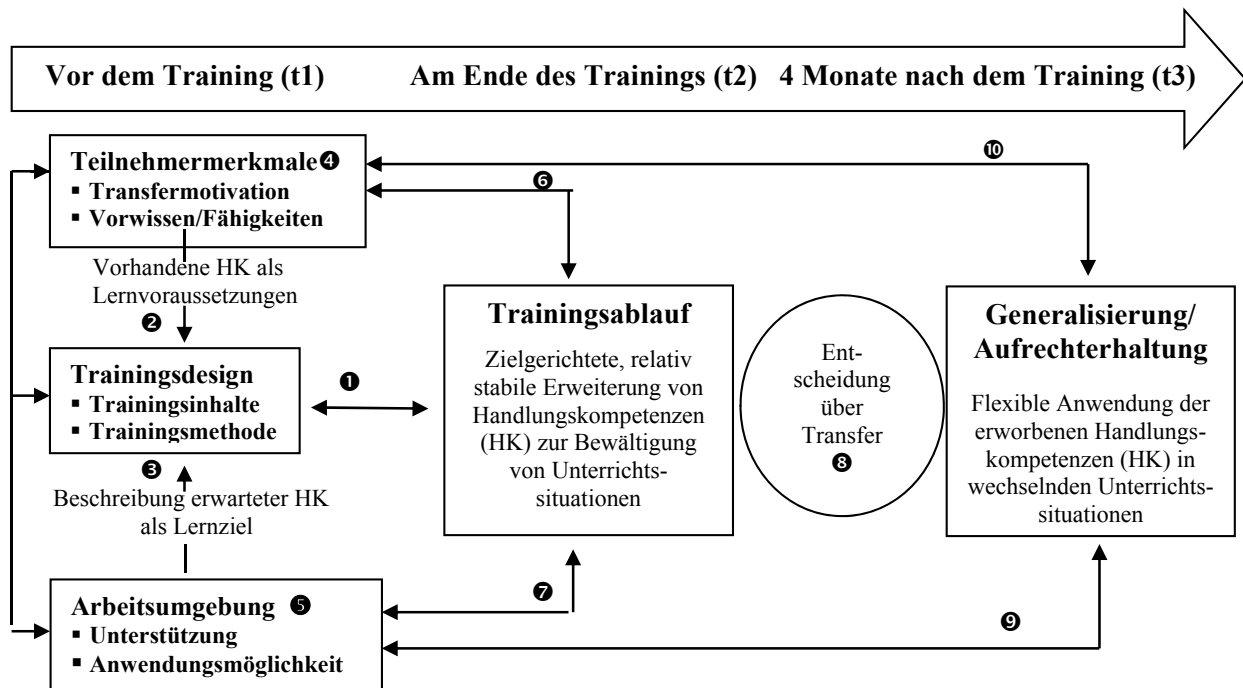 Vor dem Training (t1)
Am Ende des Trainings (t2)
4 Monate nach dem Training (t3)
Teilnehmermerkmale❹
▪ Transfermotivation
▪ Vorwissen/Fähigkeiten
❿
❻
Vorhandene HK als
Lernvoraussetzungen
❷
Trainingsdesign
▪ Trainingsinhalte
▪ Trainingsmethode
❶
❸
Beschreibung erwarteter HK
als Lernziel
Arbeitsumgebung ❺
▪ Unterstützung
▪ Anwendungsmöglichkeit
Trainingsablauf
Zielgerichtete, relativ
stabile Erweiterung von
Handlungskompetenzen
(HK) zur Bewältigung
von Unterrichts-
situationen
❼
Ent-
scheidung
über
Transfer
❽
Generalisierung/
Aufrechterhaltung
Flexible Anwendung der
erworbenen Handlungs-
kompetenzen (HK) in
wechselnden Unterrichts-
situationen
❾